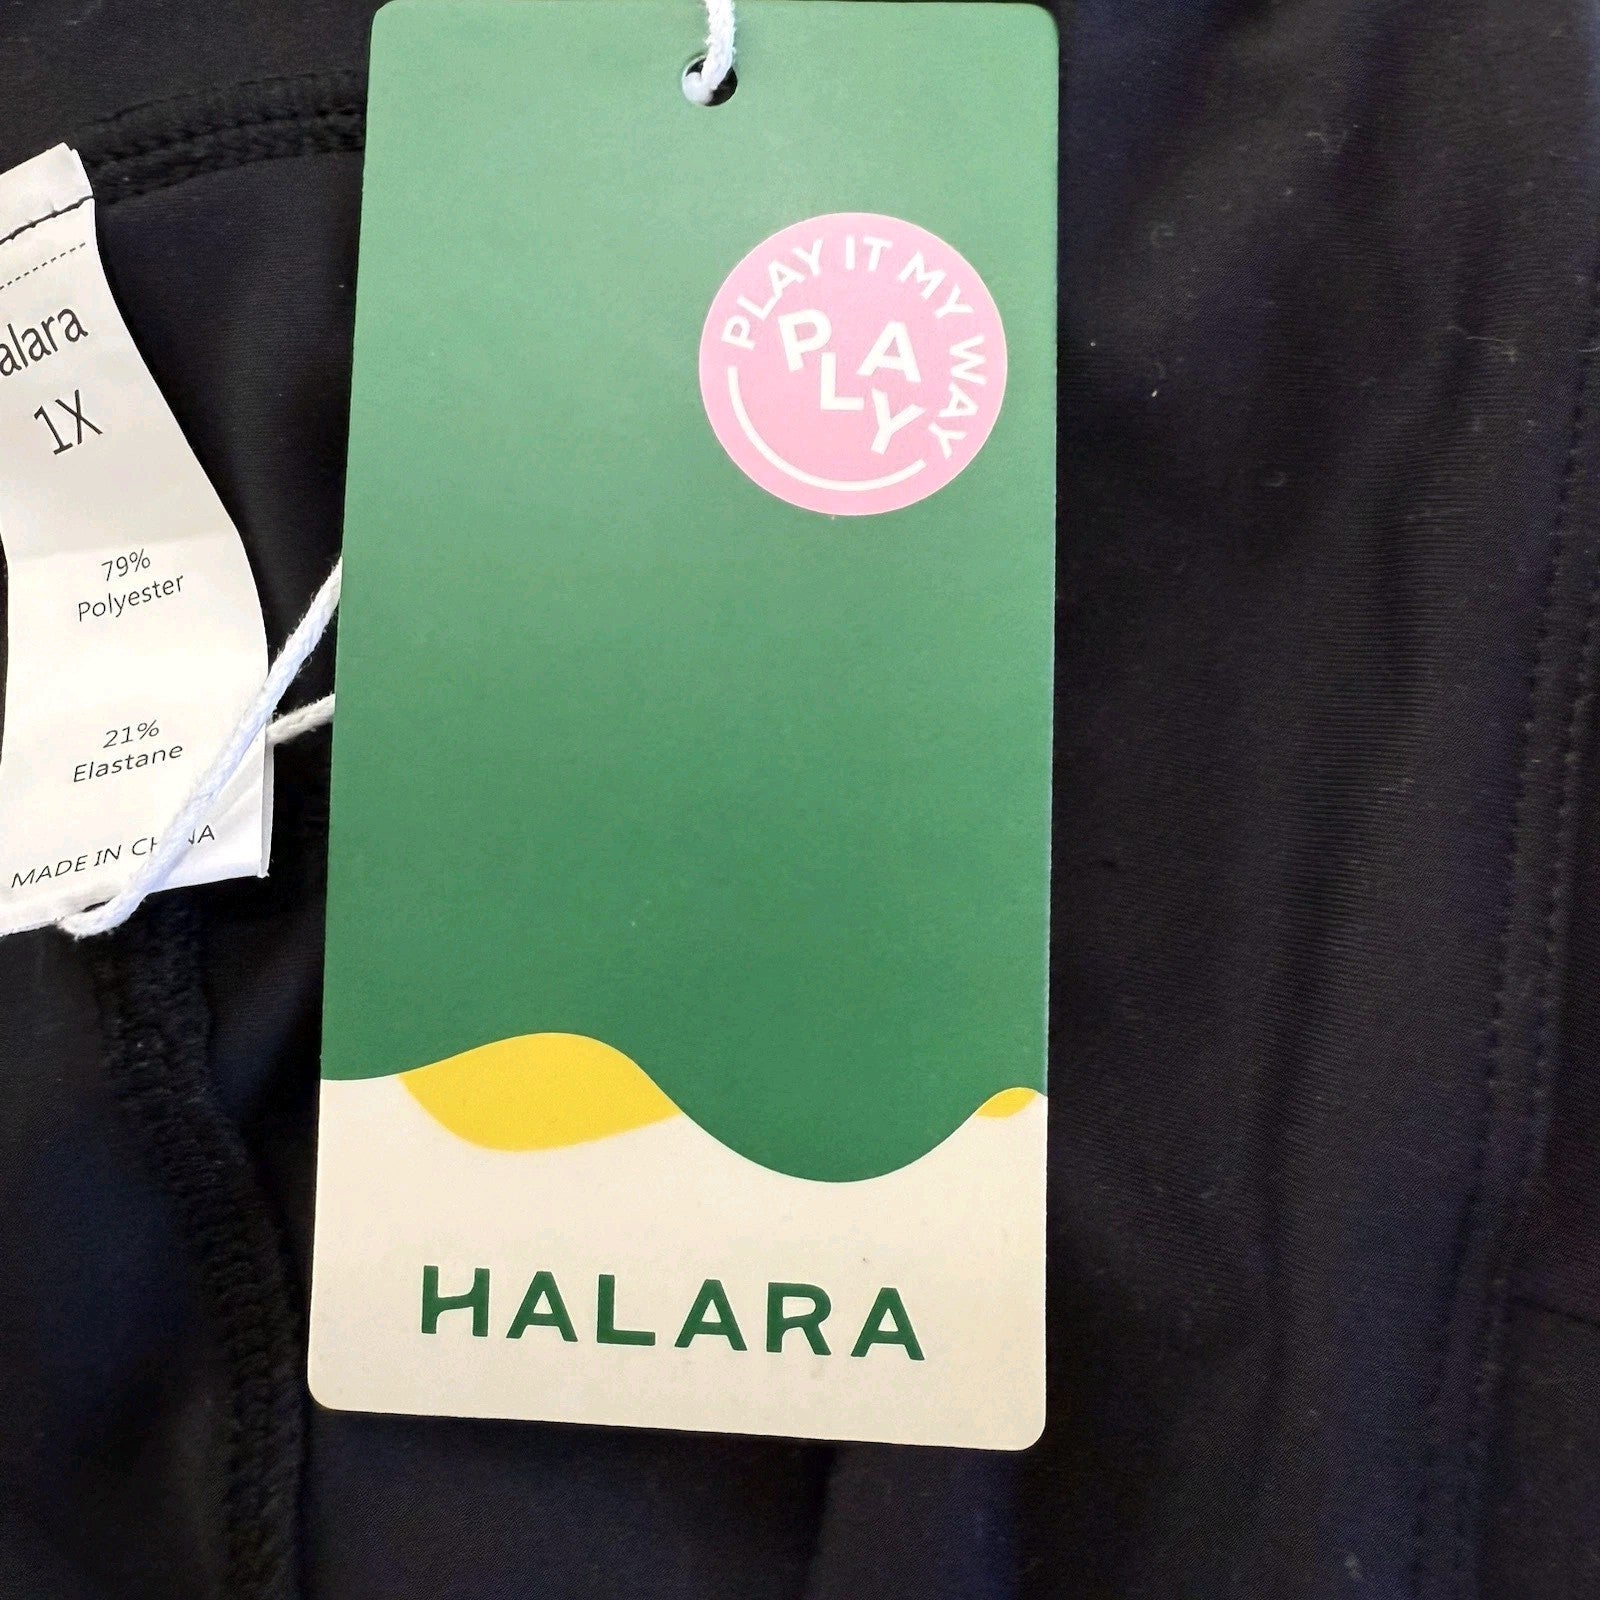 alara
1X
79%
Polyester
21%
Elastane
MADE IN CHINA
PLAY IT MY WAY
PLAY
HALARA